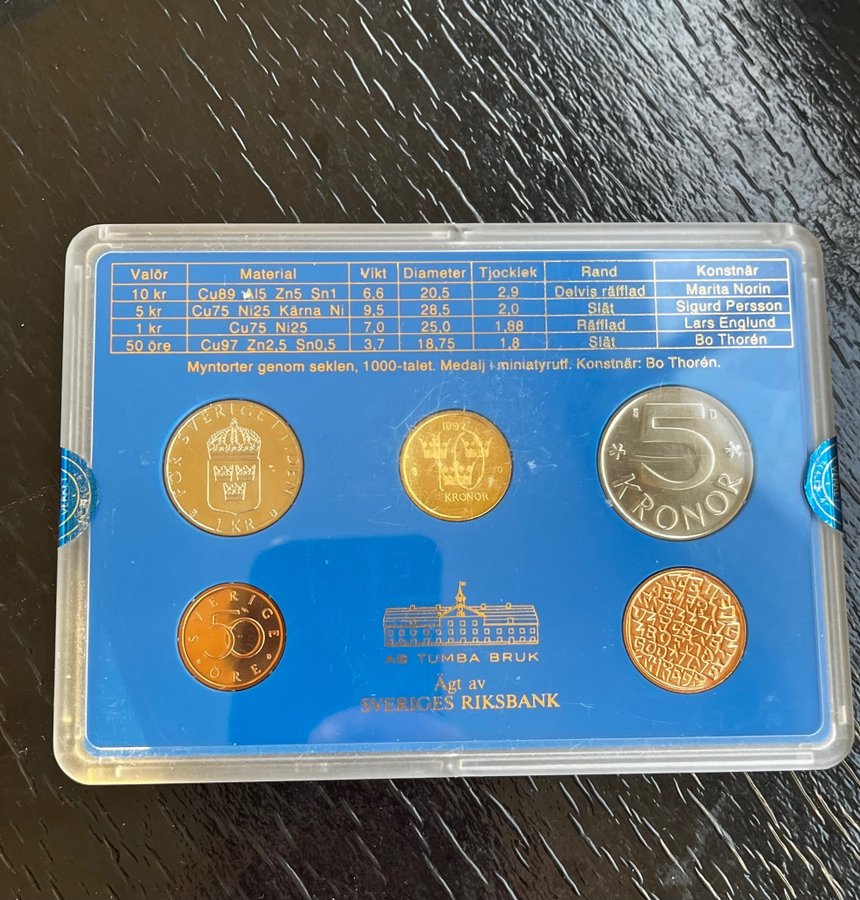 Valör Material Vikt Diameter Tjocklek Rand Konstnär
10 kr Cu89 Al5 Zn5 Sn1 6,6 20,5 2,9 Delvis räfflad Marita Norin
5 kr Cu75 Ni25 Kärna Ni 9,5 28,5 2,0 Slät Sigurd Persson
1 kr Cu75 Ni25 7,0 25,0 1,88 Räfflad Lars Englund
50 öre Cu97 Zn2,5 Sn0,5 3,7 18,75 1,8 Slät Bo Thorén
Myntorter genom seklen, 1000-talet. Medalj i miniatyrutf. Konstnär: Bo Thorén.
FÖR SVERIGE I TIDEN
1 KR
1992
10
KRONOR
5
KRONOR
D
SVERIGE
50
ÖRE
D
AB TUMBA BRUK
Ägt av
SVERIGES RIKSBANK
VERKET